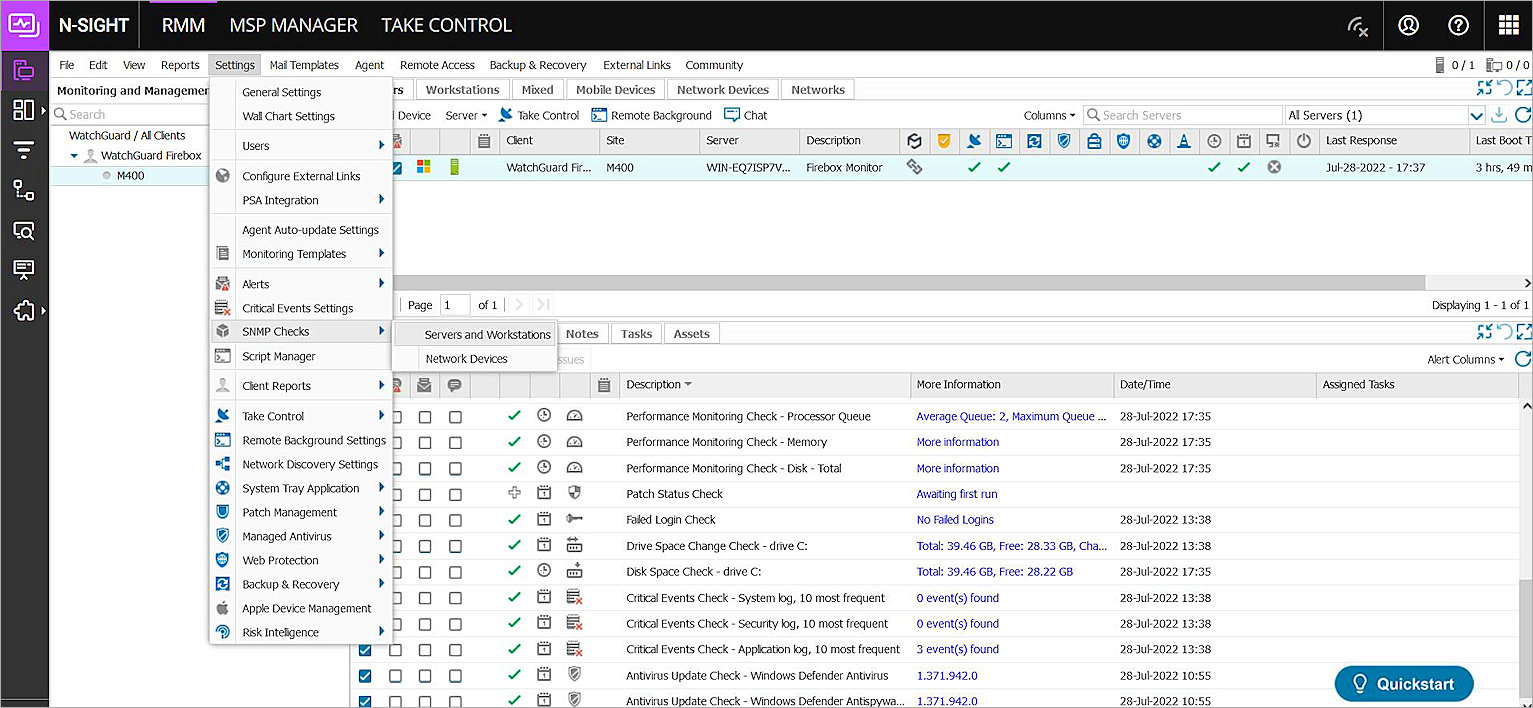 N-SIGHT RMM MSP MANAGER TAKE CONTROL
File Edit View Reports Settings Mail Templates Agent Remote Access Backup & Recovery External Links Community 0 / 1 0 / 0
Monitoring and Managemen
Search
WatchGuard / All Clients
WatchGuard Firebox
M400
General Settings
Wall Chart Settings
Users
Configure External Links
PSA Integration
Agent Auto-update Settings
Monitoring Templates
Alerts
Critical Events Settings
SNMP Checks
Script Manager
Client Reports
Take Control
Remote Background Settings
Network Discovery Settings
System Tray Application
Patch Management
Managed Antivirus
Web Protection
Backup & Recovery
Apple Device Management
Risk Intelligence
Servers and Workstations
Network Devices
rs Workstations Mixed Mobile Devices Network Devices Networks
Device Server Take Control Remote Background Chat Columns Search Servers All Servers (1)
Client Site Server Description Last Response Last Boot T
WatchGuard Fir... M400 WIN-EQ7ISP7V... Firebox Monitor Jul-28-2022 - 17:37 3 hrs, 49 m
Page 1 of 1 Displaying 1 - 1 of 1
Notes Tasks Assets
ssues Alert Columns
Description More Information Date/Time Assigned Tasks
Performance Monitoring Check - Processor Queue Average Queue: 2, Maximum Queue ... 28-Jul-2022 17:35
Performance Monitoring Check - Memory More information 28-Jul-2022 17:35
Performance Monitoring Check - Disk - Total More information 28-Jul-2022 17:35
Patch Status Check Awaiting first run
Failed Login Check No Failed Logins 28-Jul-2022 13:38
Drive Space Change Check - drive C: Total: 39.46 GB, Free: 28.33 GB, Cha... 28-Jul-2022 13:38
Disk Space Check - drive C: Total: 39.46 GB, Free: 28.22 GB 28-Jul-2022 17:35
Critical Events Check - System log, 10 most frequent 0 event(s) found 28-Jul-2022 13:38
Critical Events Check - Security log, 10 most frequent 0 event(s) found 28-Jul-2022 13:38
Critical Events Check - Application log, 10 most frequent 3 event(s) found 28-Jul-2022 13:38
Antivirus Update Check - Windows Defender Antivirus 1.371.942.0 28-Jul-2022 10:55
Antivirus Update Check - Windows Defender Antispywa... 1.371.942.0 28-Jul-2022 10:55
Quickstart